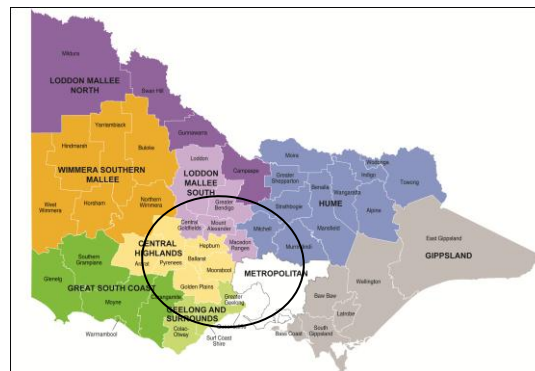 Mildura
LODDON MALLEE
NORTH
Swan Hill
Yarriambiack
Gannawarra
Hindmarsh
Buloke
WIMMERA SOUTHERN
MALLEE
Loddon
LODDON MALLEE
SOUTH
Campaspe
Moira
Wodonga
Indigo
Towong
Greater
Shepparton
Benalla
Wangaratta
West
Wimmera
Horsham
Northern
Wimmera
Greater
Bendigo
Strathbogie
HUME
Alpine
Central
Goldfields
Mount
Alexander
Mitchell
Mansfield
Murrindindi
Macedon
Ranges
CENTRAL
HIGHLANDS
Hepburn
Ararat
Pyrenees
Ballarat
Moorabool
METROPOLITAN
East Gippsland
GIPPSLAND
Southern
Grampians
Glenelg
Golden Plains
Wellington
GREAT SOUTH COAST
Moyne
Corangamite
Greater
Geelong
GEELONG AND
SURROUNDS
Baw Baw
Latrobe
Warrnambool
Colac-
Otway
Surf Coast
Shire
Bass Coast
South
Gippsland